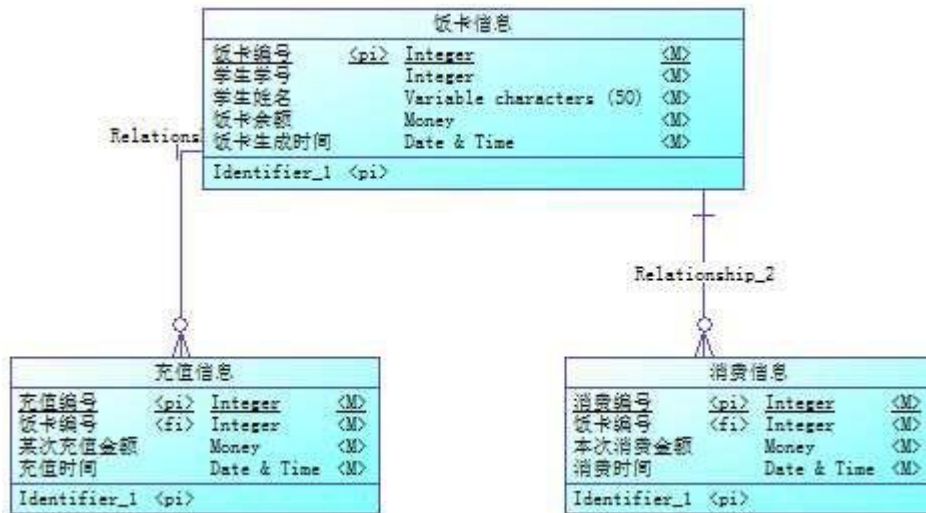 饭卡信息
饭卡编号 <pi> Integer <M>
学生学号 Integer <M>
学生姓名 Variable characters (50) <M>
饭卡余额 Money <M>
饭卡生成时间 Date & Time <M>
Identifier_1 <pi>
Relations
Relationship_2
充值信息
充值编号 <pi> Integer <M>
饭卡编号 <fi> Integer <M>
某次充值金额 Money <M>
充值时间 Date & Time <M>
Identifier_1 <pi>
消费信息
消费编号 <pi> Integer <M>
饭卡编号 <fi> Integer <M>
本次消费金额 Money <M>
消费时间 Date & Time <M>
Identifier_1 <pi>